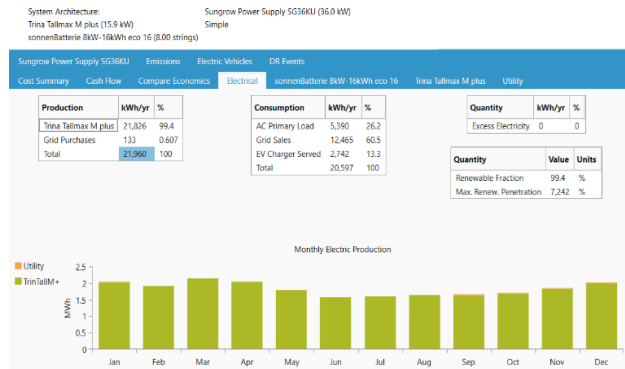 System Architecture: Sungrow Power Supply SG36KU (36.0 kW)
Trina Tallmax M plus (15.9 kW) Simple
sonnenBatterie 8kW-16kWh eco 16 (8.00 strings)
Sungrow Power Supply SG36KU Emissions Electric Vehicles DR Events
Cost Summary Cash Flow Compare Economics Electrical sonnenBatterie 8kW-16kWh eco 16 Trina Tallmax M plus Utility
Production kWh/yr %
Trina Tallmax M plus 21,826 99.4
Grid Purchases 133 0.607
Total 21,960 100
Consumption kWh/yr %
AC Primary Load 5,390 26.2
Grid Sales 12,465 60.5
EV Charger Served 2,742 13.3
Total 20,597 100
Quantity kWh/yr %
Excess Electricity 0 0
Quantity Value Units
Renewable Fraction 99.4 %
Max. Renew. Penetration 7,242 %
Monthly Electric Production
Utility
TrinTallM+
MWh
2.5
2
1.5
1
0.5
0
Jan Feb Mar Apr May Jun Jul Aug Sep Oct Nov Dec